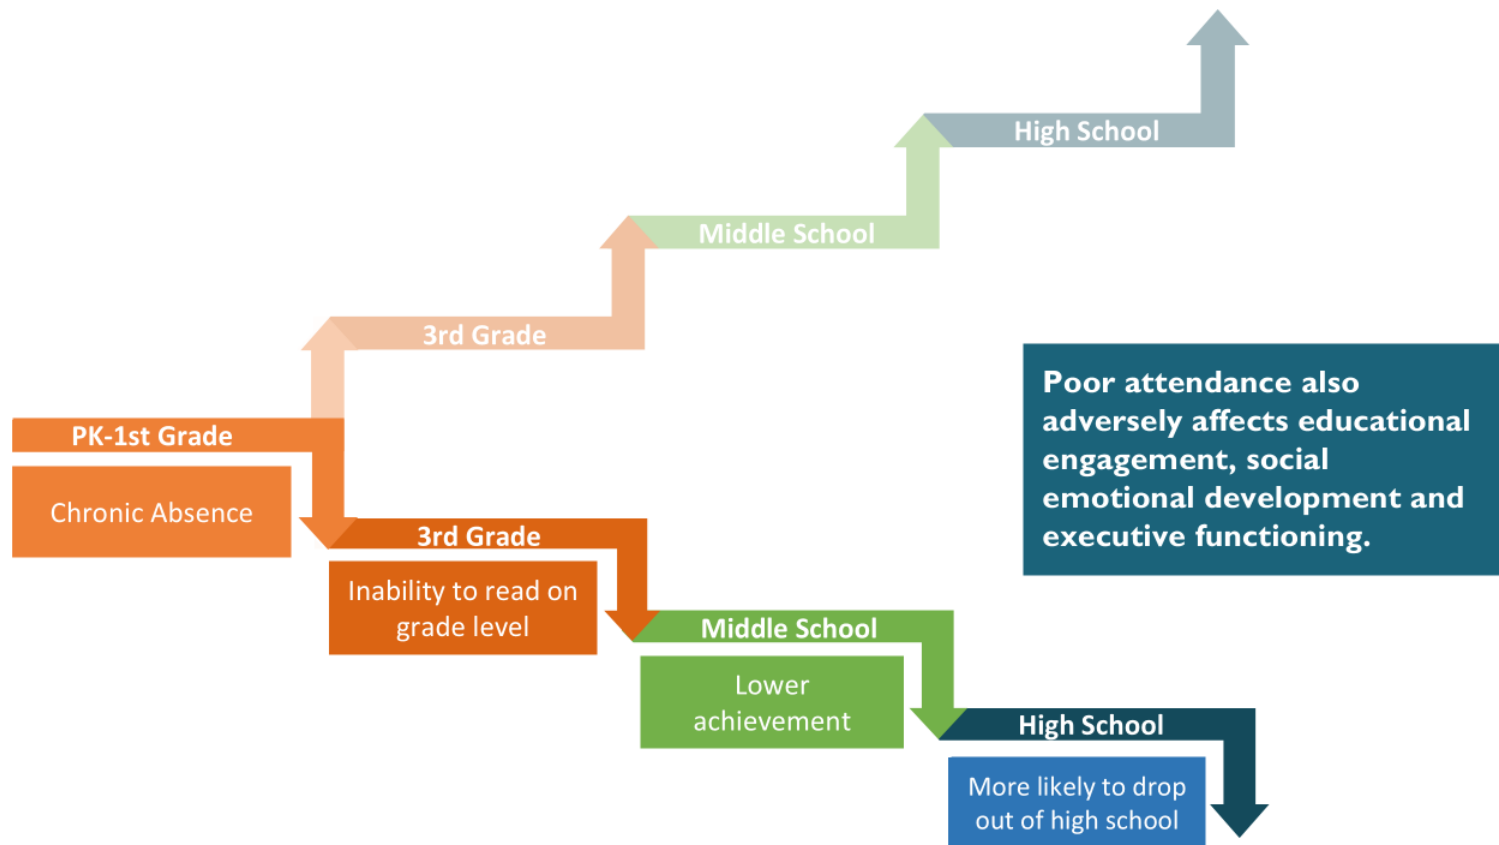 High School
Middle School
3rd Grade
PK-1st Grade
Chronic Absence
3rd Grade
Inability to read on
grade level
Middle School
Lower
achievement
High School
More likely to drop
out of high school
Poor attendance also
adversely affects educational
engagement, social
emotional development and
executive functioning.